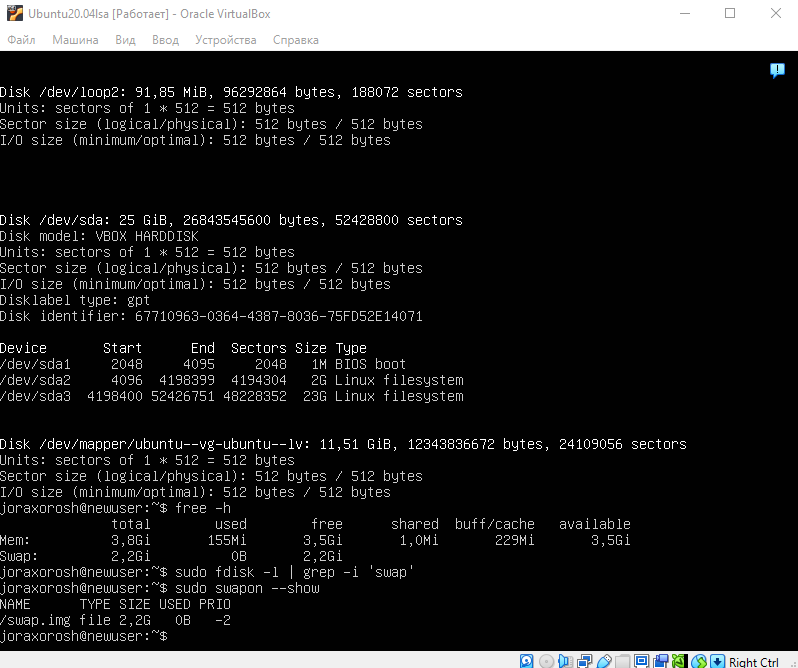 Ubuntu20.04lsa [Работает] - Oracle VirtualBox
Файл Машина Вид Ввод Устройства Справка
Disk /dev/loop2: 91,85 MiB, 96292864 bytes, 188072 sectors
Units: sectors of 1 * 512 = 512 bytes
Sector size (logical/physical): 512 bytes / 512 bytes
I/O size (minimum/optimal): 512 bytes / 512 bytes
Disk /dev/sda: 25 GiB, 26843545600 bytes, 52428800 sectors
Disk model: VBOX HARDDISK
Units: sectors of 1 * 512 = 512 bytes
Sector size (logical/physical): 512 bytes / 512 bytes
I/O size (minimum/optimal): 512 bytes / 512 bytes
Disklabel type: gpt
Disk identifier: 67710963-0364-4387-8036-75FD52E14071
Device Start End Sectors Size Type
/dev/sda1 2048 4095 2048 1M BIOS boot
/dev/sda2 4096 4198399 4194304 2G Linux filesystem
/dev/sda3 4198400 52426751 48228352 23G Linux filesystem
Disk /dev/mapper/ubuntu--vg-ubuntu--lv: 11,51 GiB, 12343836672 bytes, 24109056 sectors
Units: sectors of 1 * 512 = 512 bytes
Sector size (logical/physical): 512 bytes / 512 bytes
I/O size (minimum/optimal): 512 bytes / 512 bytes
joraxorosh@newuser:~$ free -h
total used free shared buff/cache available
Mem: 3,8Gi 155Mi 3,5Gi 1,0Mi 229Mi 3,5Gi
Swap: 2,2Gi 0B 2,2Gi
joraxorosh@newuser:~$ sudo fdisk -l | grep -i 'swap'
joraxorosh@newuser:~$ sudo swapon --show
NAME TYPE SIZE USED PRIO
/swap.img file 2,2G 0B -2
joraxorosh@newuser:~$
Right Ctrl